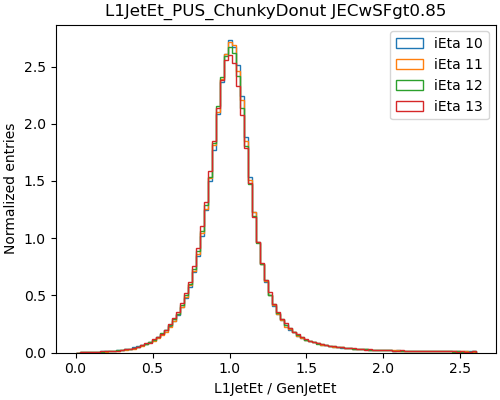 L1JetEt_PUS_ChunkyDonut JECwSFgt0.85
iEta 10
iEta 11
iEta 12
iEta 13
Normalized entries
2.5
2.0
1.5
1.0
0.5
0.0
0.0 0.5 1.0 1.5 2.0 2.5
L1JetEt / GenJetEt